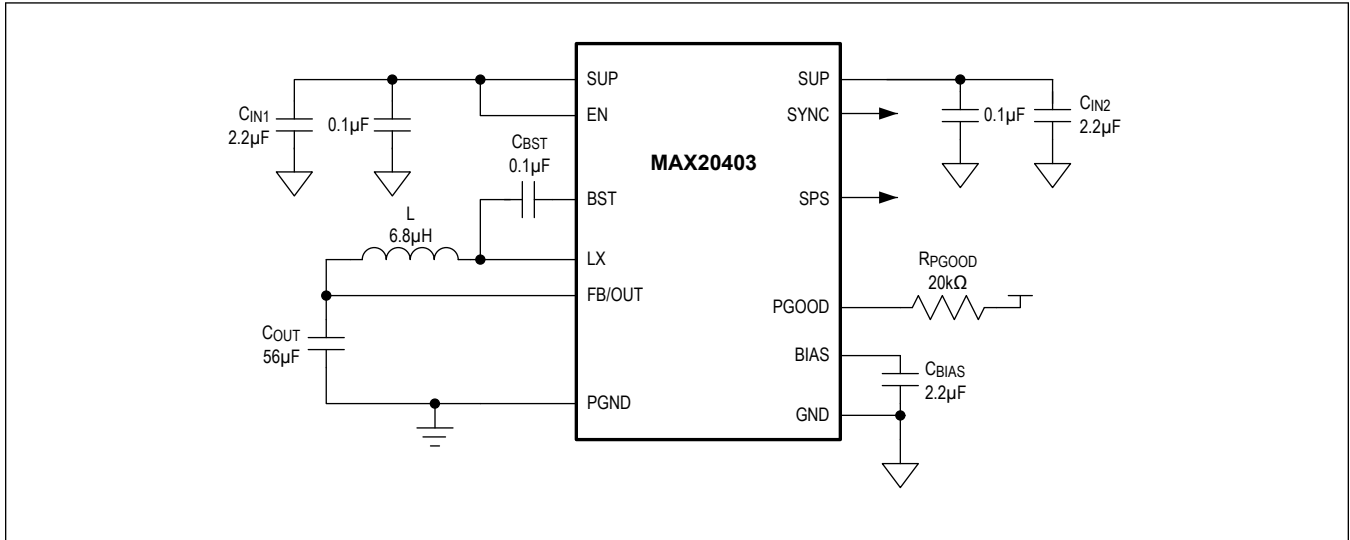 SUP
EN
BST
LX
FB/OUT
PGND
MAX20403
SUP
SYNC
SPS
PGOOD
BIAS
GND
CIN1
2.2µF
0.1µF
CBST
0.1µF
L
6.8µH
COUT
56µF
0.1µF
CIN2
2.2µF
RPGOOD
20kΩ
CBIAS
2.2µF